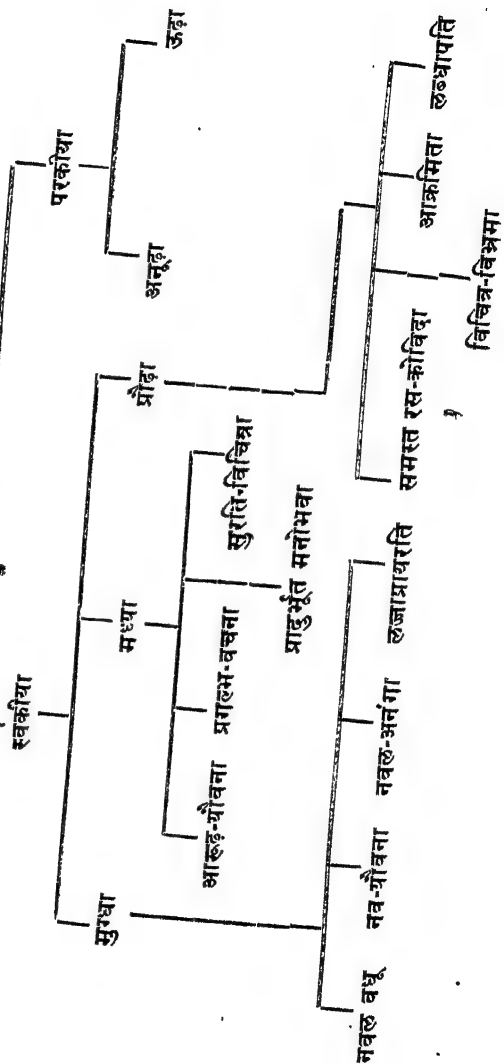 स्वकीया
परकीया
मुग्धा
मध्या
प्रौढ़ा
अनूढ़ा
ऊढ़ा
आरूढ़-यौवना
प्रगल्भ-वचना
प्रादुर्भूत मनोभवा
सुरति-विचित्रा
नवल वधू
नव-यौवना
नवल-अनंगा
लज्जाप्रायरति
समस्त रस-कोविदा
विचित्र-विभ्रमा
आक्रमिता
लब्धापति